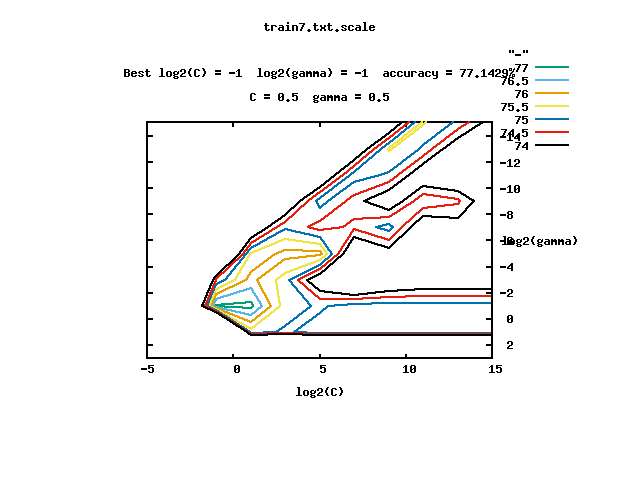 train7.txt.scale
"-"
Best log2(C) = -1 log2(gamma) = -1 accuracy = 77.1429%
77
76.5
76
C = 0.5 gamma = 0.5
75.5
75
74.5
-14
74
-12
-10
-8
-6
log2(gamma)
-4
-2
0
2
-5 0 5 10 15
log2(C)